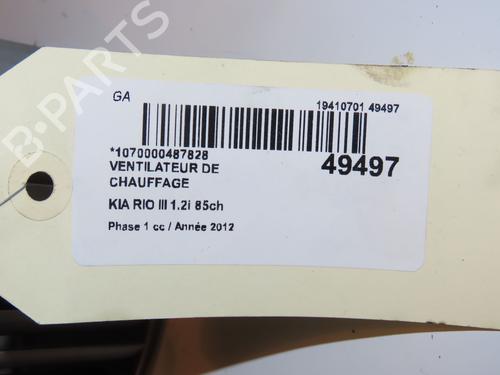 GA
19410701 49497
*1070000487828
49497
VENTILATEUR DE
CHAUFFAGE
KIA RIO III 1.2i 85ch
Phase 1 cc / Année 2012
B-PARTS